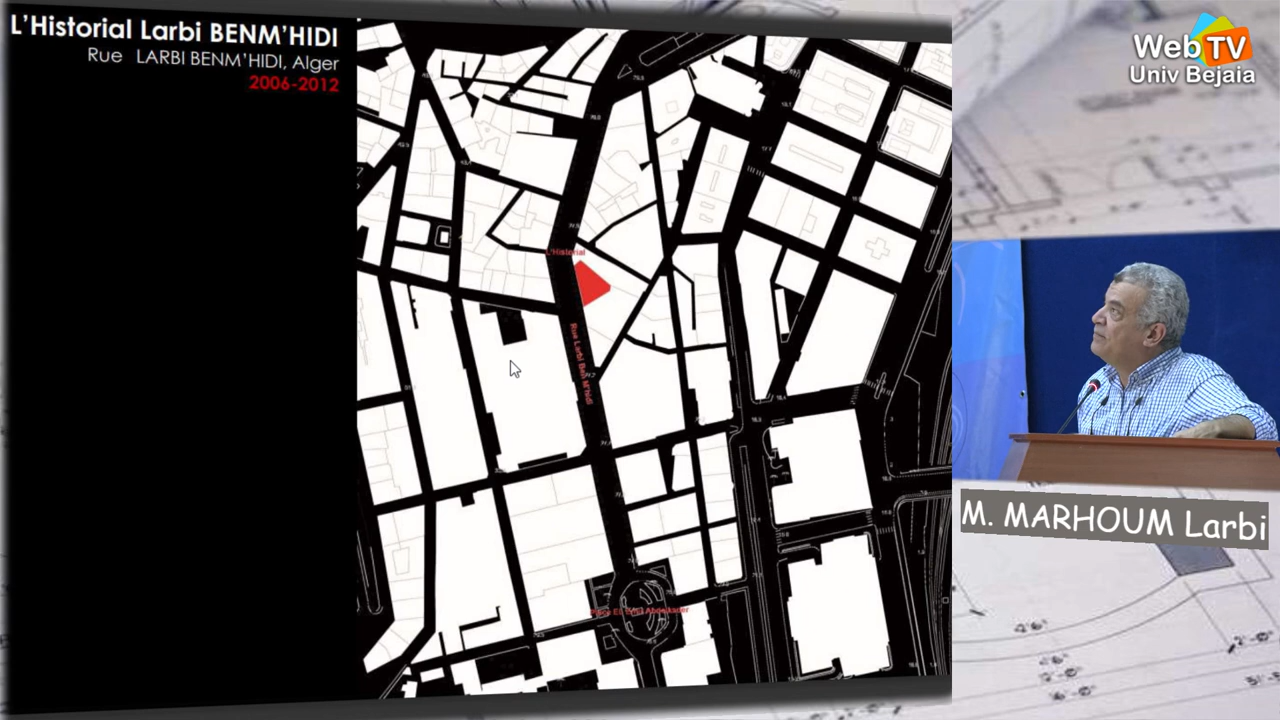 L'Historial Larbi BENM'HIDI
Rue LARBI BENM'HIDI, Alger
2006-2012
Web TV
Univ Bejaia
L'Historial
Rue Larbi Ben M'hidi
M. MARHOUM Larbi